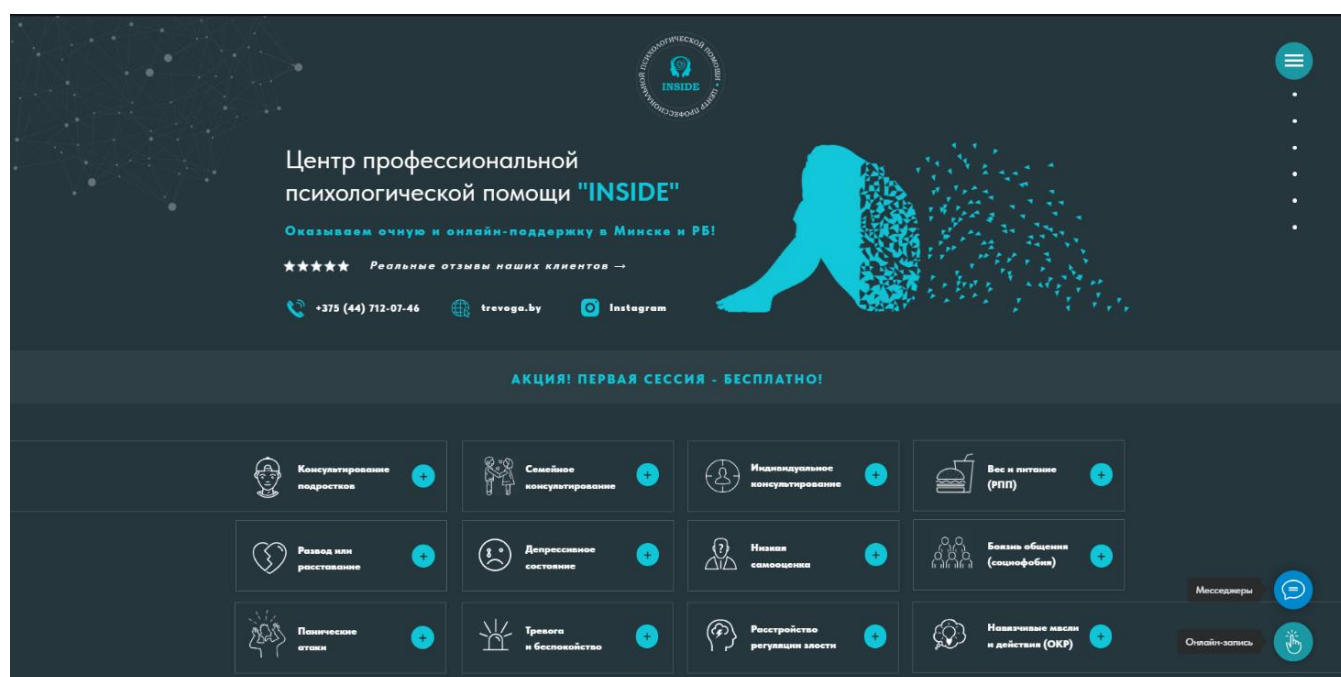 ЦЕНТР ПРОФЕССИОНАЛЬНОЙ ПСИХОЛОГИЧЕСКОЙ ПОМОЩИ •
INSIDE
Центр профессиональной
психологической помощи "INSIDE"
Оказываем очную и онлайн-поддержку в Минске и РБ!
★★★★★ Реальные отзывы наших клиентов →
+375 (44) 712-07-46 trevoga.by Instagram
АКЦИЯ! ПЕРВАЯ СЕССИЯ - БЕСПЛАТНО!
Консультирование
подростков
Семейное
консультирование
Индивидуальное
консультирование
Вес и питание
(РПП)
Развод или
расставание
Депрессивное
состояние
Низкая
самооценка
Боязнь общения
(социофобия)
Панические
атаки
Тревога
и беспокойство
Расстройство
регуляции злости
Навязчивые мысли
и действия (ОКР)
Мессенджеры
Онлайн-запись